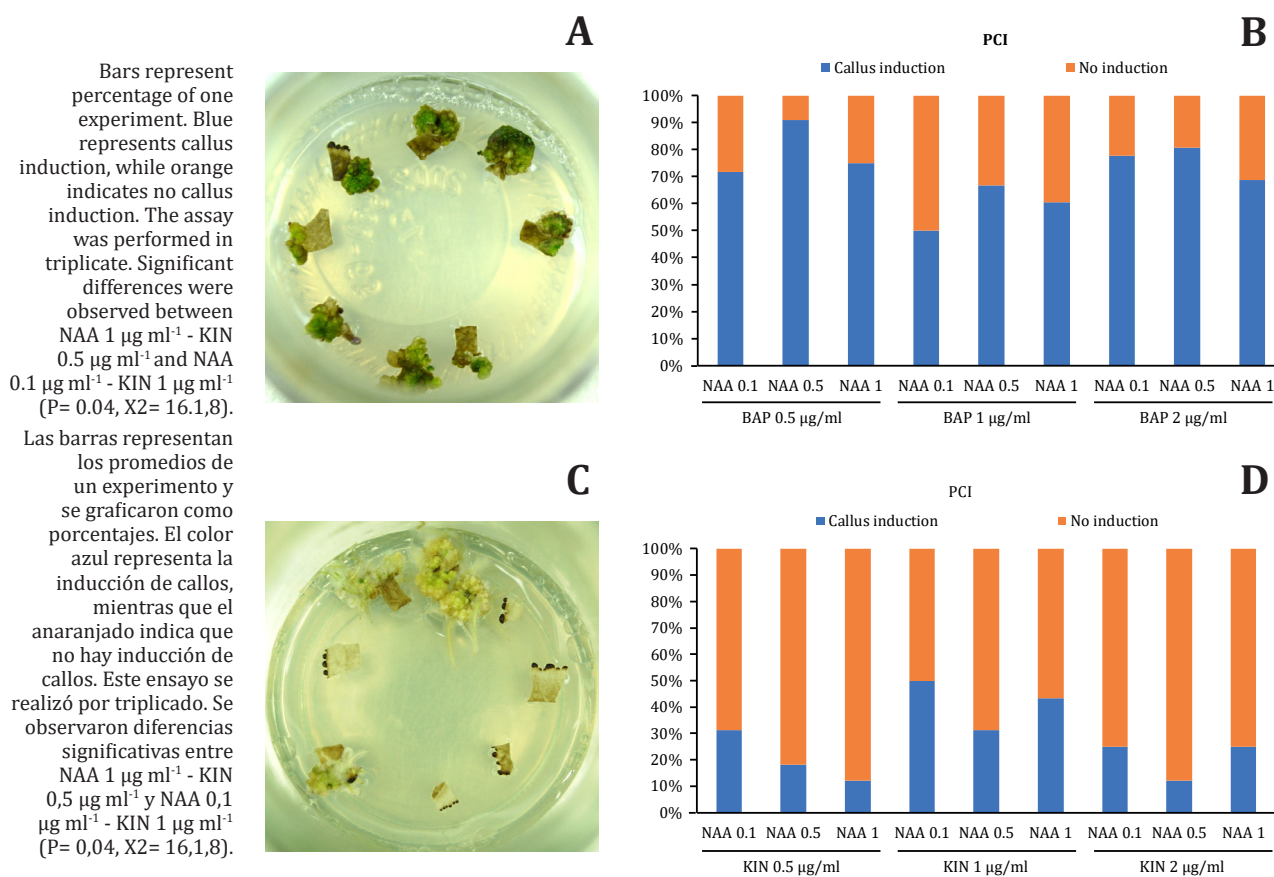 Bars represent
percentage of one
experiment. Blue
represents callus
induction, while orange
indicates no callus
induction. The assay
was performed in
triplicate. Significant
differences were
observed between
NAA 1 μg ml⁻¹ - KIN
0.5 μg ml⁻¹ and NAA
0.1 μg ml⁻¹ - KIN 1 μg ml⁻¹
(P= 0.04, X2= 16.1,8).
Las barras representan
los promedios de
un experimento y
se graficaron como
porcentajes. El color
azul representa la
inducción de callos,
mientras que el
anaranjado indica que
no hay inducción de
callos. Este ensayo se
realizó por triplicado. Se
observaron diferencias
significativas entre
NAA 1 μg ml⁻¹ - KIN
0,5 μg ml⁻¹ y NAA 0,1
μg ml⁻¹ - KIN 1 μg ml⁻¹
(P= 0,04, X2= 16,1,8).
A
B
PCI
Callus induction No induction
100%
90%
80%
70%
60%
50%
40%
30%
20%
10%
0%
NAA 0.1 NAA 0.5 NAA 1 NAA 0.1 NAA 0.5 NAA 1 NAA 0.1 NAA 0.5 NAA 1
BAP 0.5 μg/ml BAP 1 μg/ml BAP 2 μg/ml
C
D
PCI
Callus induction No induction
100%
90%
80%
70%
60%
50%
40%
30%
20%
10%
0%
NAA 0.1 NAA 0.5 NAA 1 NAA 0.1 NAA 0.5 NAA 1 NAA 0.1 NAA 0.5 NAA 1
KIN 0.5 μg/ml KIN 1 μg/ml KIN 2 μg/ml